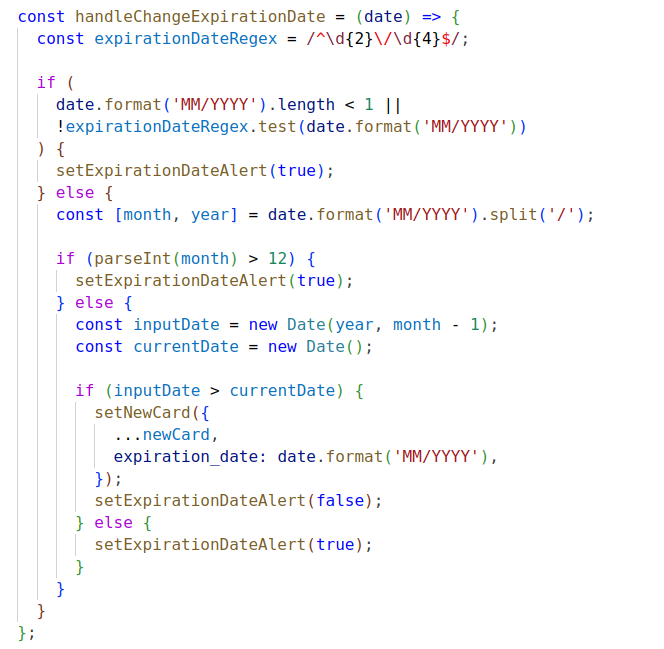 const handleChangeExpirationDate = (date) => {
  const expirationDateRegex = /^\d{2}\/\d{4}$/;

  if (
    date.format('MM/YYYY').length < 1 ||
    !expirationDateRegex.test(date.format('MM/YYYY'))
  ) {
    setExpirationDateAlert(true);
  } else {
    const [month, year] = date.format('MM/YYYY').split('/');

    if (parseInt(month) > 12) {
      setExpirationDateAlert(true);
    } else {
      const inputDate = new Date(year, month - 1);
      const currentDate = new Date();

      if (inputDate > currentDate) {
        setNewCard({
          ...newCard,
          expiration_date: date.format('MM/YYYY'),
        });
        setExpirationDateAlert(false);
      } else {
        setExpirationDateAlert(true);
      }
    }
  }
};